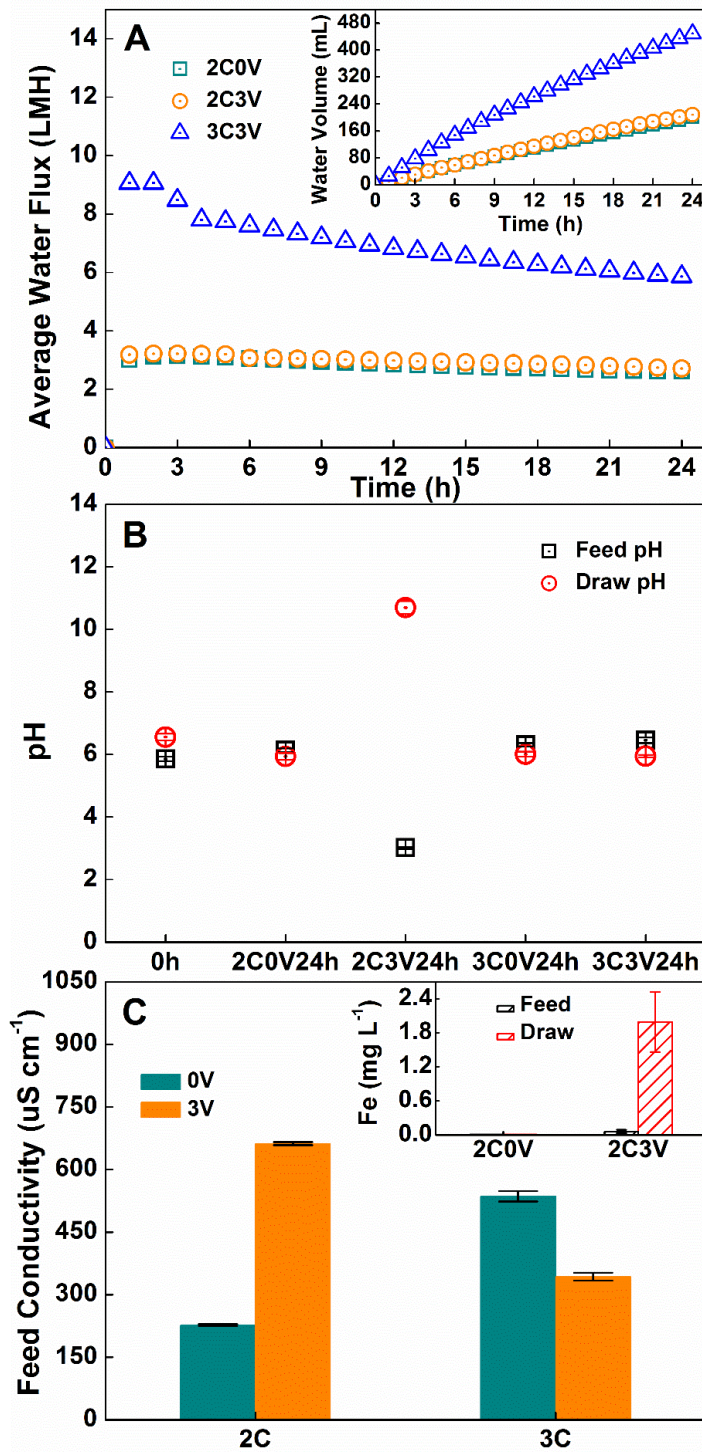 A
2C0V
2C3V
3C3V
Average Water Flux (LMH)
14
12
10
8
6
4
2
0
0 3 6 9 12 15 18 21 24
Time (h)
Water Volume (mL)
480
400
320
240
160
80
0
0 3 6 9 12 15 18 21 24
Time (h)
B
Feed pH
Draw pH
pH
14
12
10
8
6
4
2
0
0h 2C0V24h 2C3V24h 3C0V24h 3C3V24h
C
0V
3V
Feed Conductivity (uS cm⁻¹)
1050
900
750
600
450
300
150
0
2C 3C
Feed
Draw
Fe (mg L⁻¹)
2.4
1.8
1.2
0.6
0.0
2C0V 2C3V